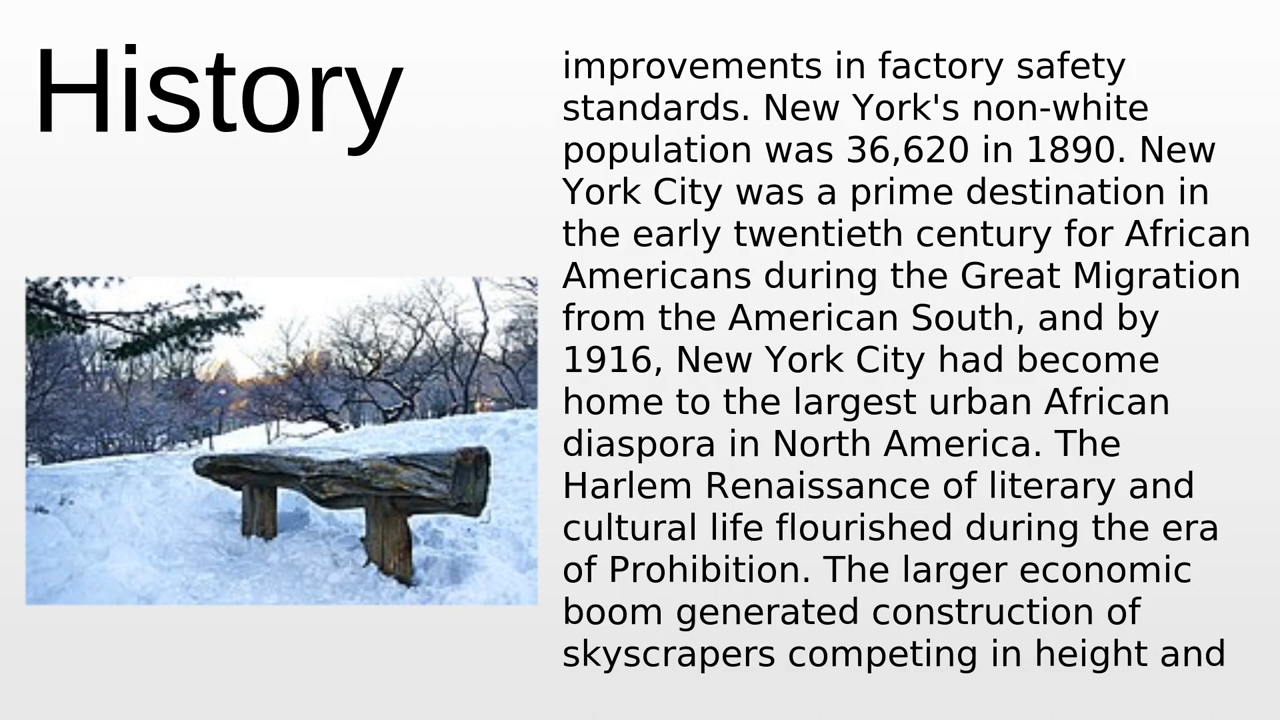 History
improvements in factory safety
standards. New York's non-white
population was 36,620 in 1890. New
York City was a prime destination in
the early twentieth century for African
Americans during the Great Migration
from the American South, and by
1916, New York City had become
home to the largest urban African
diaspora in North America. The
Harlem Renaissance of literary and
cultural life flourished during the era
of Prohibition. The larger economic
boom generated construction of
skyscrapers competing in height and